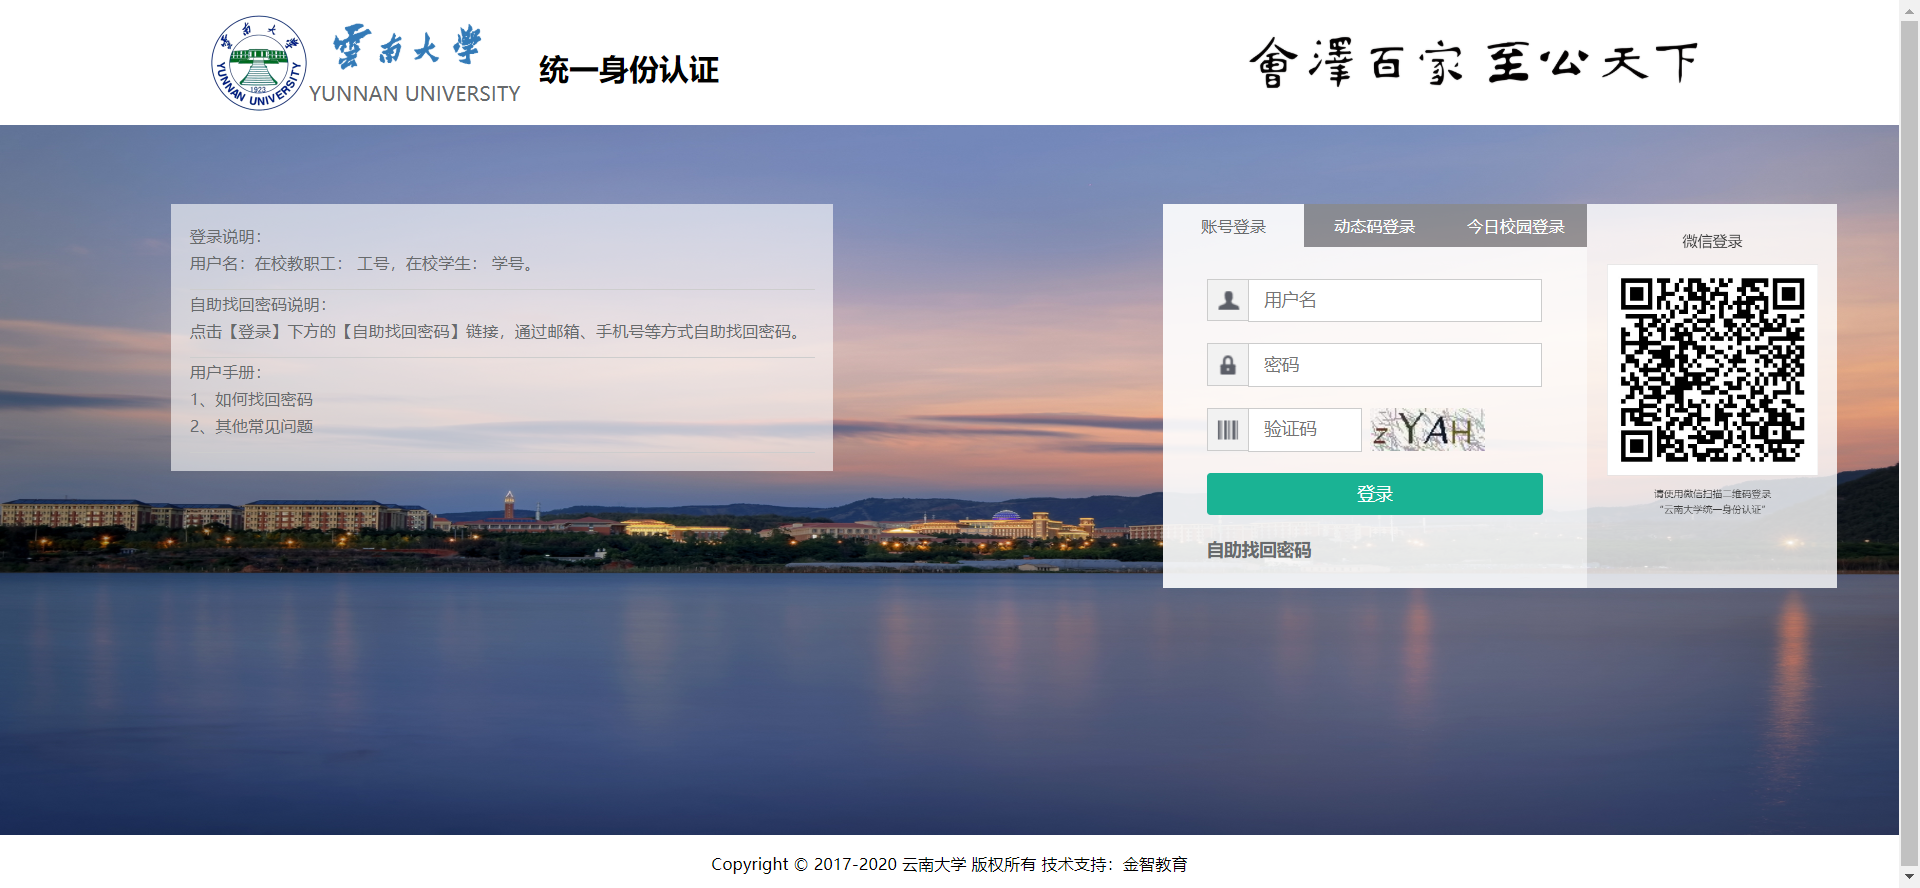 雲南大学
YUNNAN UNIVERSITY
雲南大学
YUNNAN UNIVERSITY
1923
统一身份认证
會澤百家 至公天下
登录说明：
用户名：在校教职工： 工号，在校学生： 学号。
自助找回密码说明：
点击【登录】下方的【自助找回密码】链接，通过邮箱、手机号等方式自助找回密码。
用户手册：
1、如何找回密码
2、其他常见问题
账号登录
动态码登录
今日校园登录
用户名
密码
验证码
zYAH
登录
自助找回密码
微信登录
请使用微信扫描二维码登录
“云南大学统一身份认证”
Copyright © 2017-2020 云南大学 版权所有 技术支持：金智教育